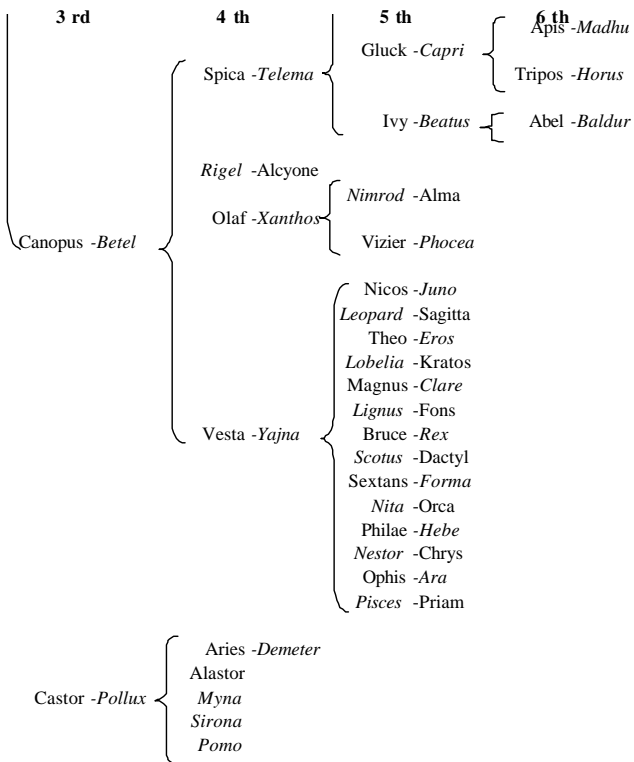 3 rd 4 th 5 th 6 th
Apis -Madhu
Gluck -Capri
Spica -Telema Tripos -Horus
Ivy -Beatus Abel -Baldur
Rigel -Alcyone
Nimrod -Alma
Olaf -Xanthos
Canopus -Betel Vizier -Phocea
Nicos -Juno
Leopard -Sagitta
Theo -Eros
Lobelia -Kratos
Magnus -Clare
Lignus -Fons
Vesta -Yajna Bruce -Rex
Scotus -Dactyl
Sextans -Forma
Nita -Orca
Philae -Hebe
Nestor -Chrys
Ophis -Ara
Pisces -Priam
Aries -Demeter
Alastor
Castor -Pollux Myna
Sirona
Pomo